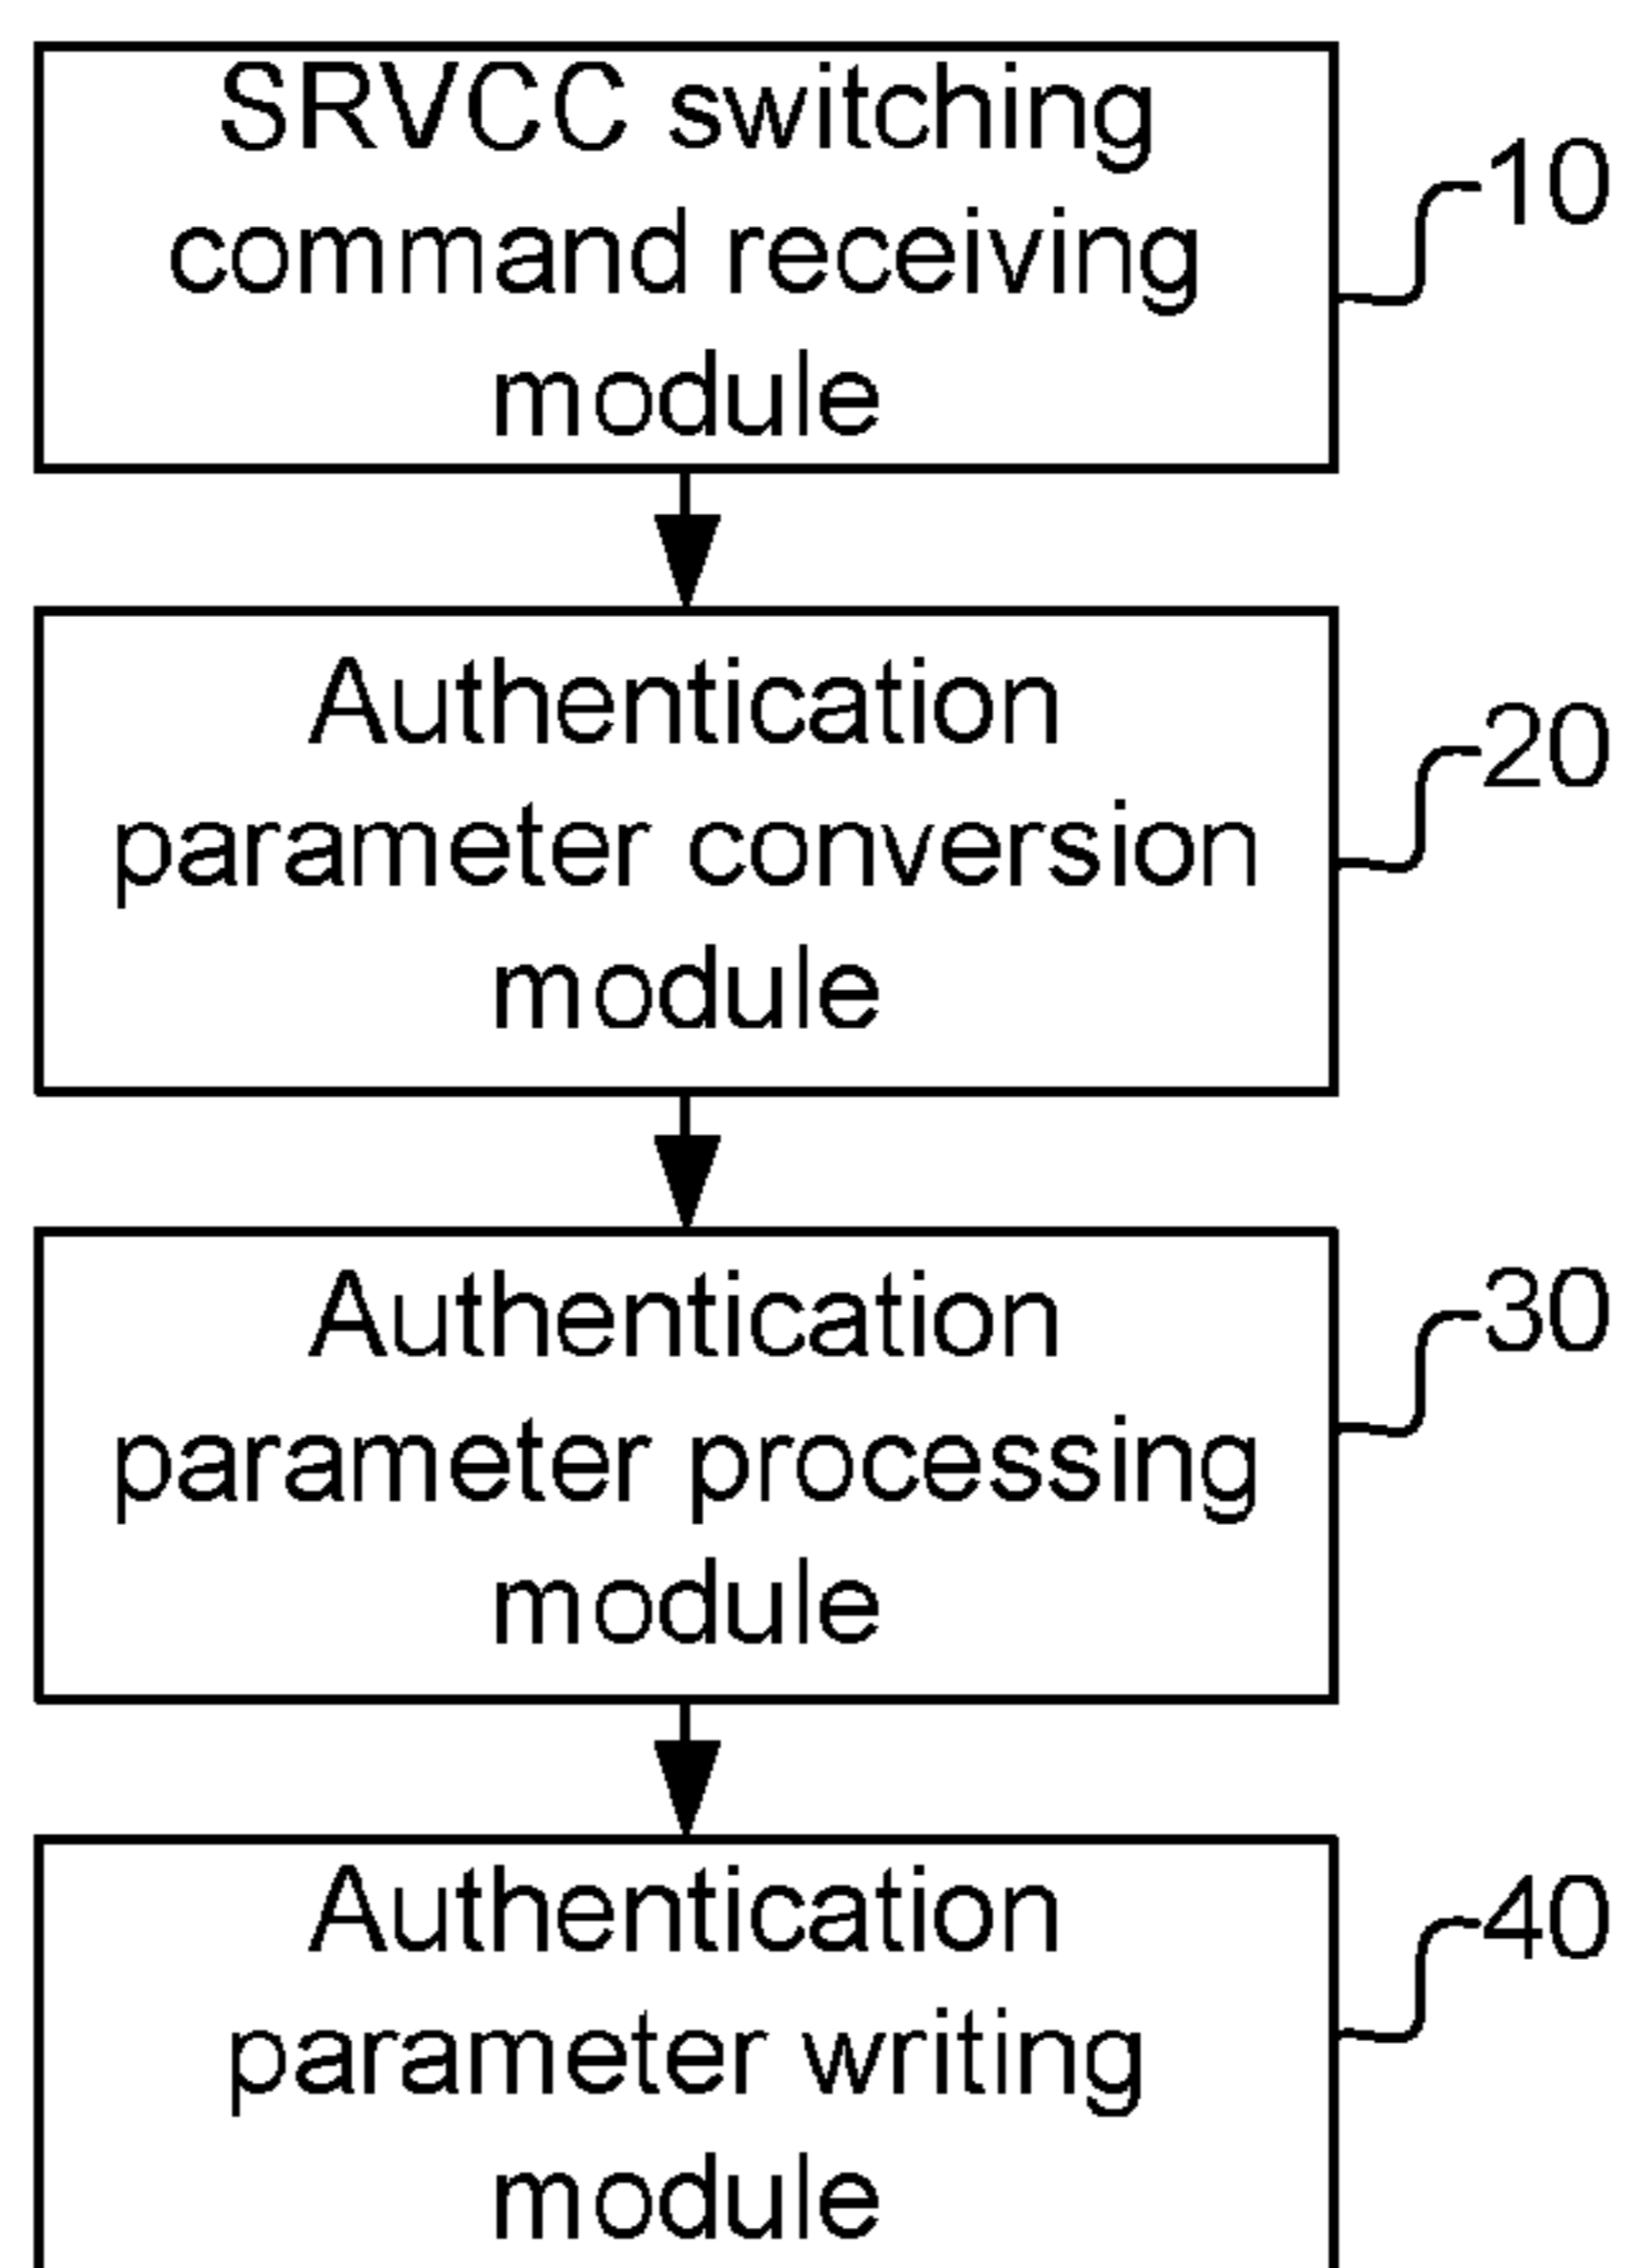 SRVCC switching
command receiving
module
10
Authentication
parameter conversion
module
20
Authentication
parameter processing
module
30
Authentication
parameter writing
module
40